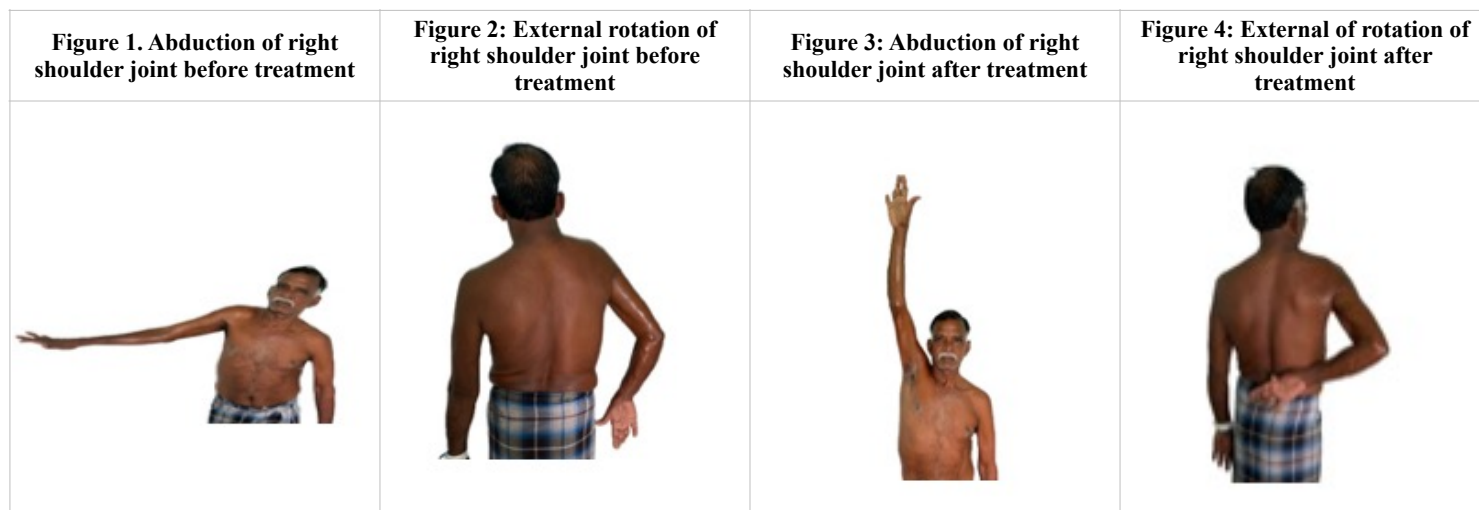 Figure 1. Abduction of right
shoulder joint before treatment
Figure 2: External rotation of
right shoulder joint before
treatment
Figure 3: Abduction of right
shoulder joint after treatment
Figure 4: External of rotation of
right shoulder joint after
treatment